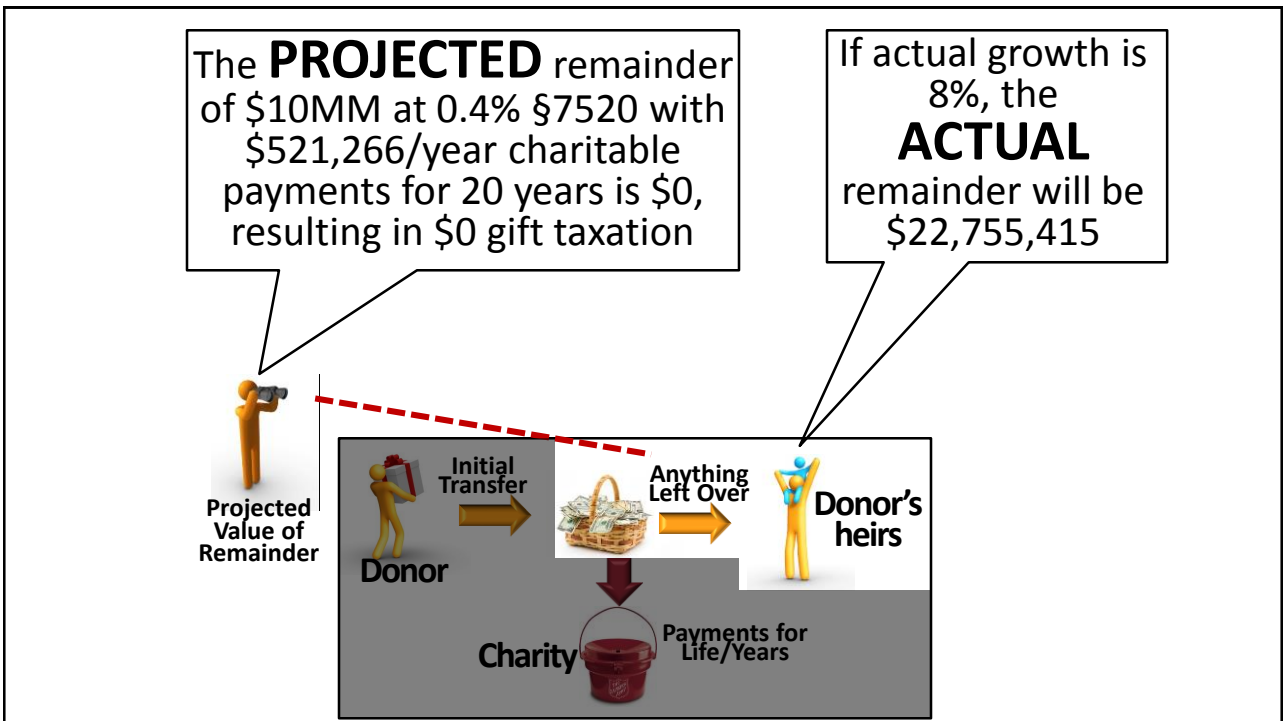 The PROJECTED remainder
of $10MM at 0.4% §7520 with
$521,266/year charitable
payments for 20 years is $0,
resulting in $0 gift taxation
If actual growth is
8%, the
ACTUAL
remainder will be
$22,755,415
Projected
Value of
Remainder
Initial
Transfer
Donor
Anything
Left Over
Donor's
heirs
Charity
Payments for
Life/Years